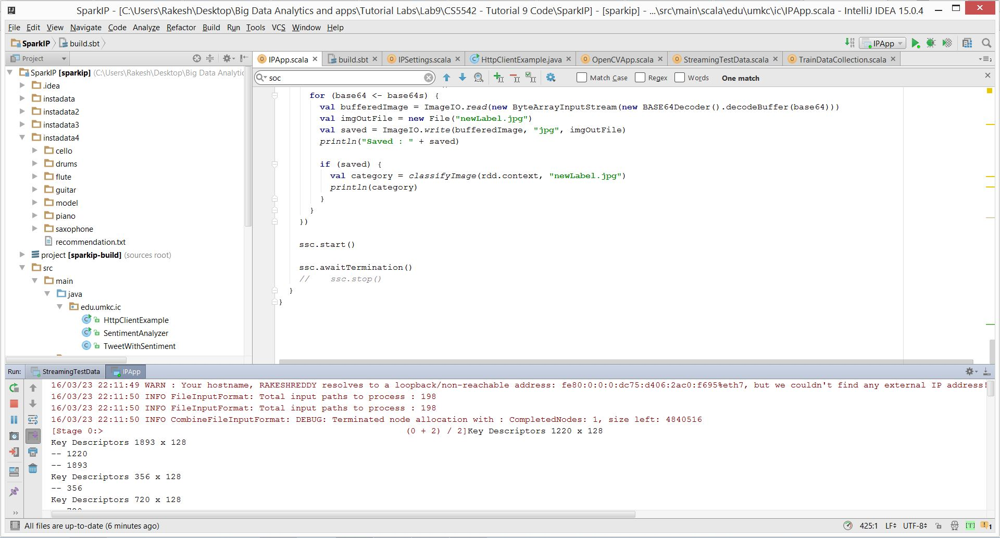 SparkIP - [C:\Users\Rakesh\Desktop\Big Data Analytics and apps\Tutorial Labs\Lab9\CS5542 - Tutorial 9 Code\SparkIP] - [sparkip] - ...\src\main\scala\edu\umkc\ic\IPApp.scala - IntelliJ IDEA 15.0.4
File Edit View Navigate Code Analyze Refactor Build Run Tools VCS Window Help
SparkIP build.sbt IPApp
Project
IPApp.scala build.sbt IPSettings.scala HttpClientExample.java OpenCVApp.scala StreamingTestData.scala TrainDataCollection.scala
soc Match Case Regex Words One match
SparkIP [sparkip] (C:\Users\Rakesh\Desktop\Big Data Analytic
.idea
instadata
instadata2
instadata3
instadata4
cello
drums
flute
guitar
model
piano
saxophone
recommendation.txt
project [sparkip-build] (sources root)
src
main
java
edu.umkc.ic
HttpClientExample
SentimentAnalyzer
TweetWithSentiment
for (base64 <- base64s) {
val bufferedImage = ImageIO.read(new ByteArrayInputStream(new BASE64Decoder().decodeBuffer(base64)))
val imgOutFile = new File("newLabel.jpg")
val saved = ImageIO.write(bufferedImage, "jpg", imgOutFile)
println("Saved : " + saved)
if (saved) {
val category = classifyImage(rdd.context, "newLabel.jpg")
println(category)
}
}
})
ssc.start()
ssc.awaitTermination()
// ssc.stop()
}
}
Run: StreamingTestData IPApp
16/03/23 22:11:49 WARN : Your hostname, RAKESHREDDY resolves to a loopback/non-reachable address: fe80:0:0:0:dc75:d406:2ac0:f695%eth7, but we couldn't find any external IP address!
16/03/23 22:11:50 INFO FileInputFormat: Total input paths to process : 198
16/03/23 22:11:50 INFO FileInputFormat: Total input paths to process : 198
16/03/23 22:11:50 INFO CombineFileInputFormat: DEBUG: Terminated node allocation with : CompletedNodes: 1, size left: 4840516
[Stage 0:> (0 + 2) / 2]Key Descriptors 1220 x 128
Key Descriptors 1893 x 128
-- 1220
-- 1893
Key Descriptors 356 x 128
-- 356
Key Descriptors 720 x 128
All files are up-to-date (6 minutes ago) 425:1 LF UTF-8 [T] 1